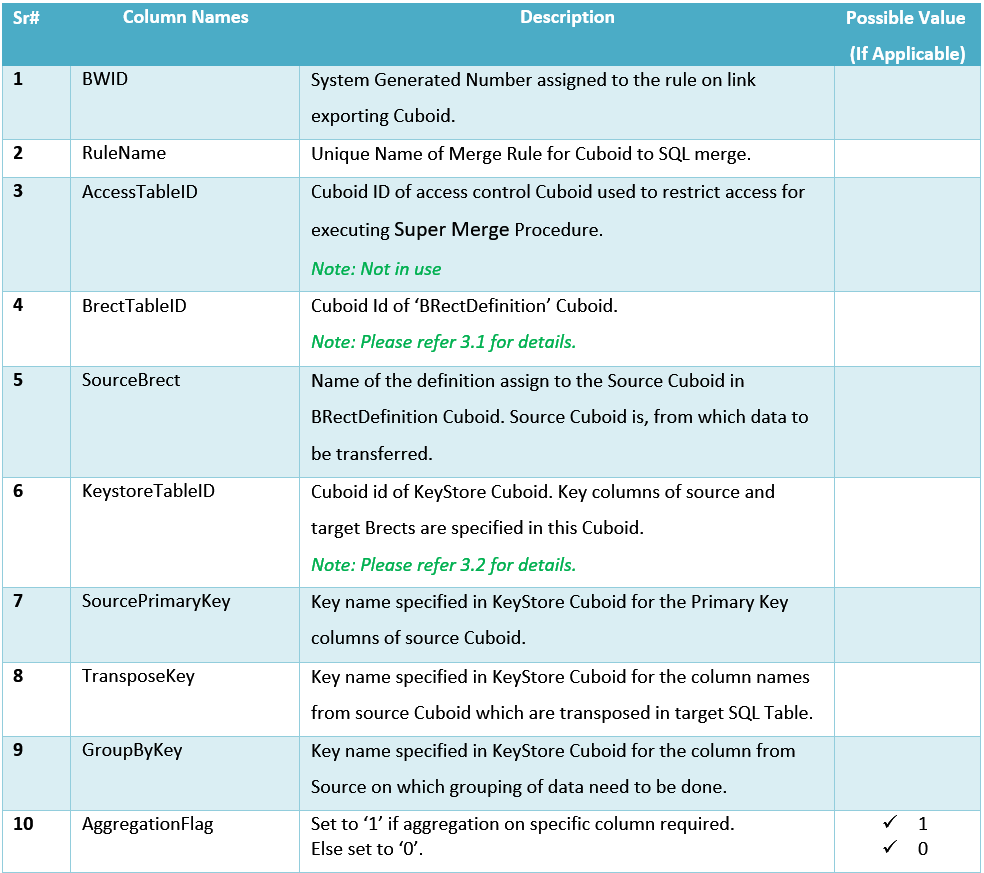 Sr# Column Names Description Possible Value
(If Applicable)
1 BWID System Generated Number assigned to the rule on link
exporting Cuboid.
2 RuleName Unique Name of Merge Rule for Cuboid to SQL merge.
3 AccessTableID Cuboid ID of access control Cuboid used to restrict access for
executing Super Merge Procedure.
Note: Not in use
4 BrectTableID Cuboid Id of ‘BRectDefinition’ Cuboid.
Note: Please refer 3.1 for details.
5 SourceBrect Name of the definition assign to the Source Cuboid in
BRectDefinition Cuboid. Source Cuboid is, from which data to
be transferred.
6 KeystoreTableID Cuboid id of KeyStore Cuboid. Key columns of source and
target Brects are specified in this Cuboid.
Note: Please refer 3.2 for details.
7 SourcePrimaryKey Key name specified in KeyStore Cuboid for the Primary Key
columns of source Cuboid.
8 TransposeKey Key name specified in KeyStore Cuboid for the column names
from source Cuboid which are transposed in target SQL Table.
9 GroupByKey Key name specified in KeyStore Cuboid for the column from
Source on which grouping of data need to be done.
10 AggregationFlag Set to ‘1’ if aggregation on specific column required. ✓ 1
Else set to ‘0’. ✓ 0